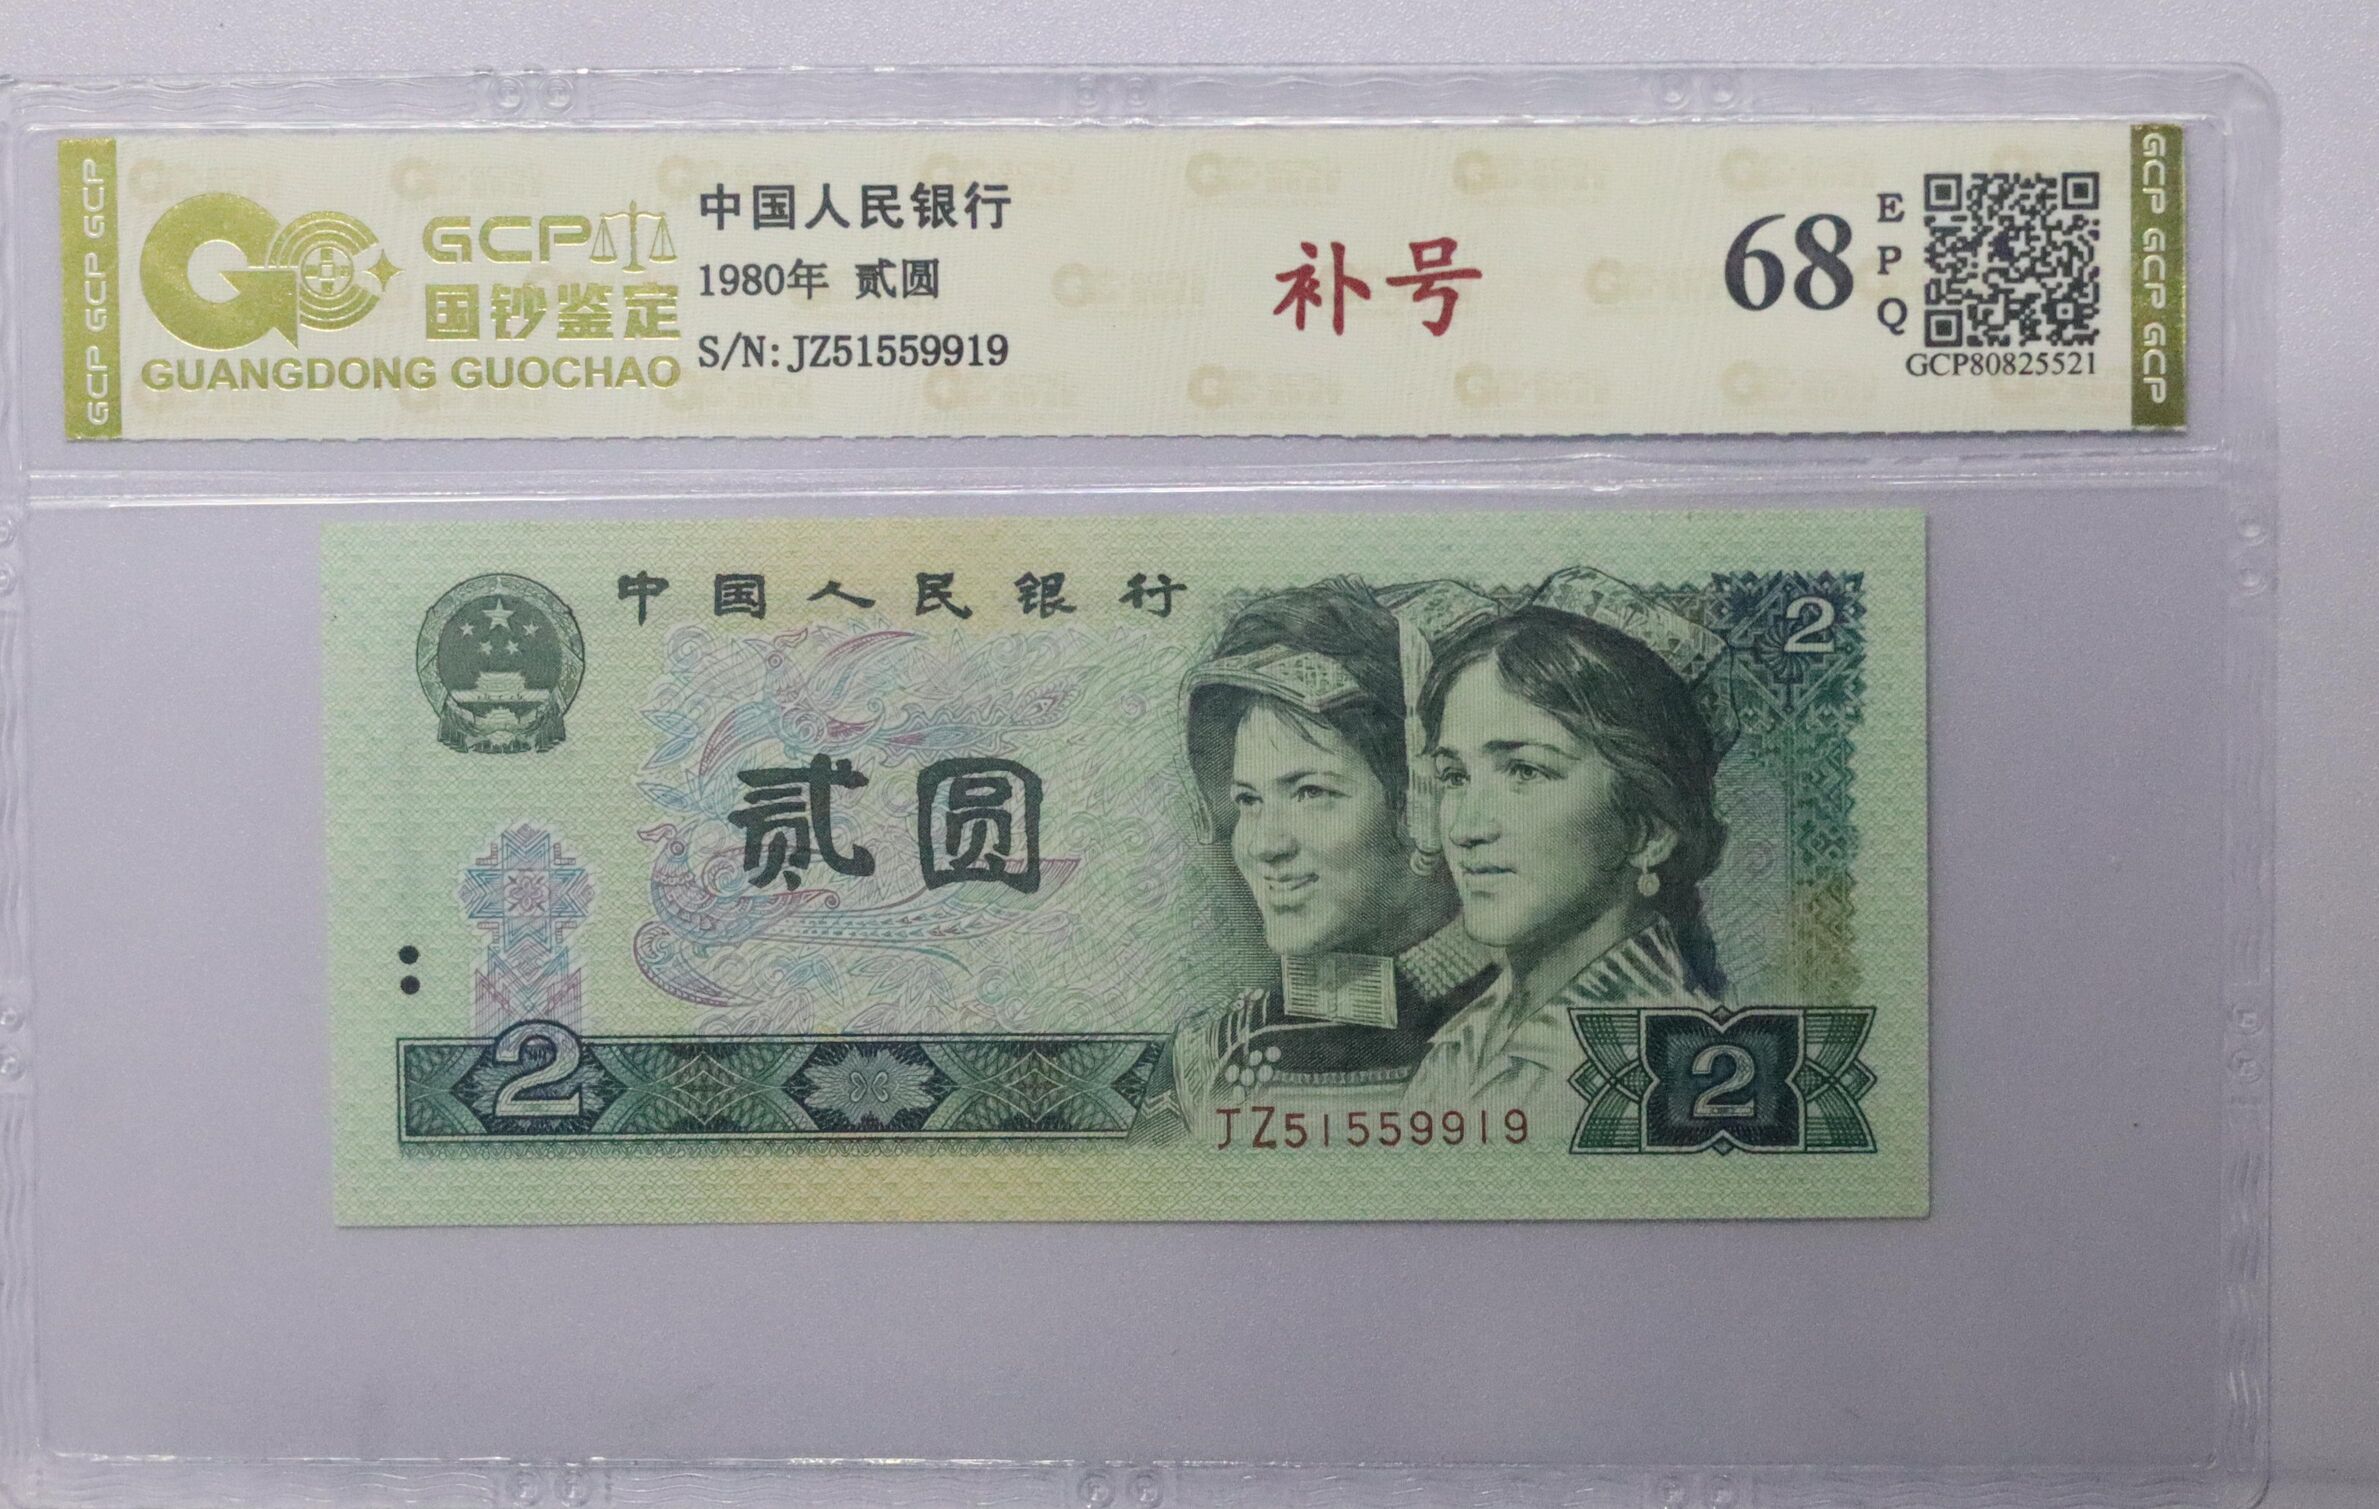 GCP GCP GCP
GCP
国钞鉴定
GUANGDONG GUOCHAO
中国人民银行
1980年 贰圆
S/N: JZ51559919
补号
68
EPQ
GCP80825521
GCP GCP GCP
中国人民银行
2
贰圆
2
JZ51559919
2